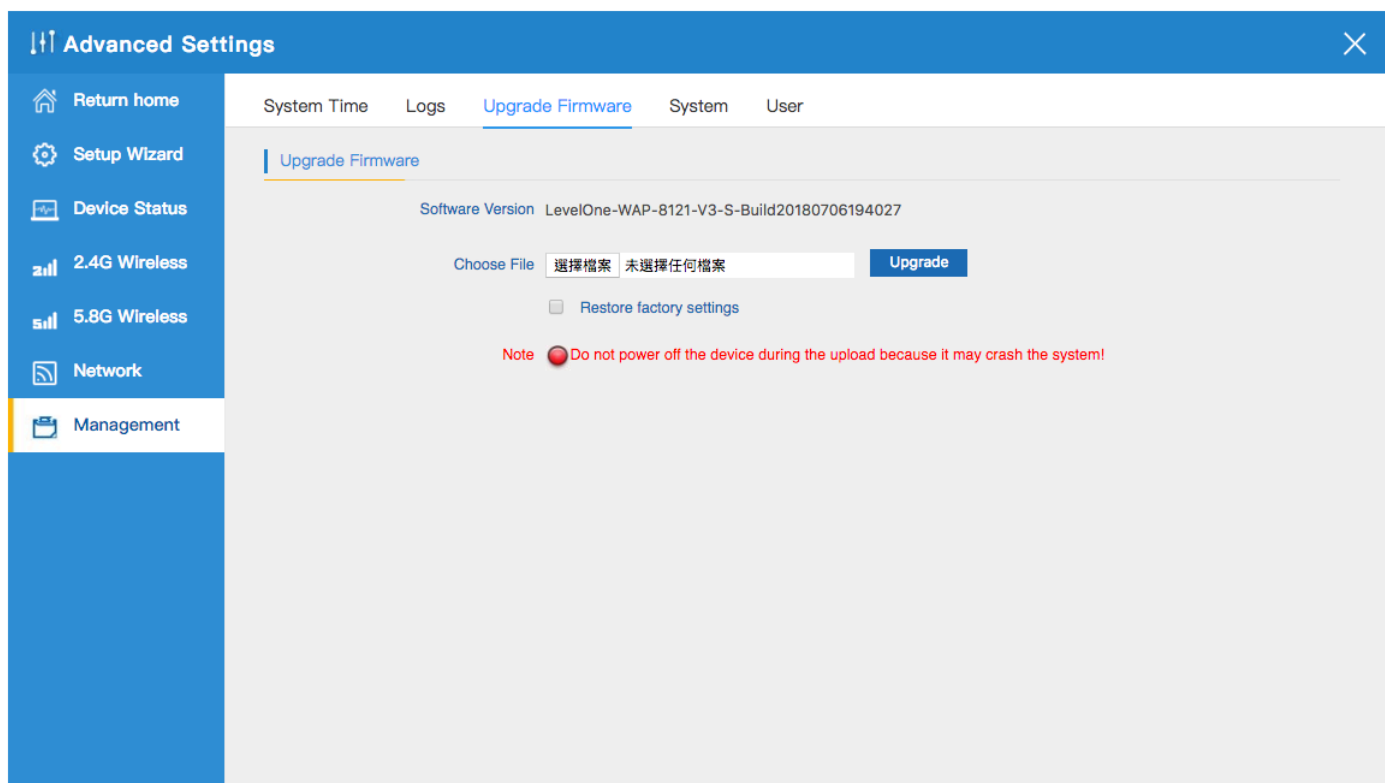 Advanced Settings
Return home
Setup Wizard
Device Status
2.4G Wireless
5.8G Wireless
Network
Management
System Time Logs Upgrade Firmware System User
Upgrade Firmware
Software Version LevelOne-WAP-8121-V3-S-Build20180706194027
Choose File 選擇檔案 未選擇任何檔案 Upgrade
Restore factory settings
Note Do not power off the device during the upload because it may crash the system!